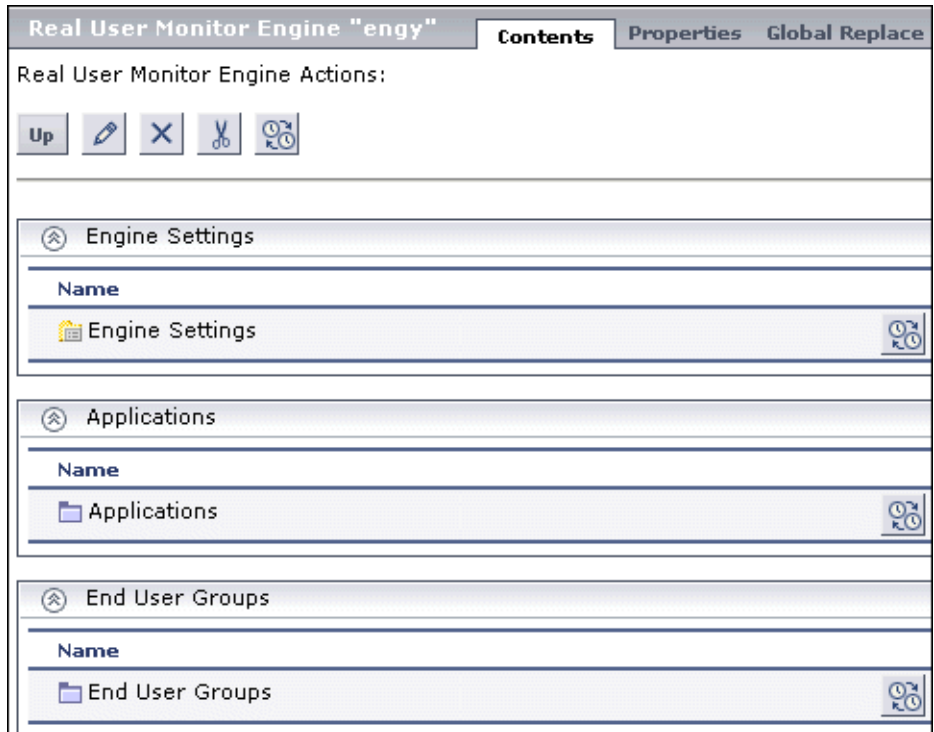 Real User Monitor Engine "engy" Contents Properties Global Replace
Real User Monitor Engine Actions:
Up
Engine Settings
Name
Engine Settings
Applications
Name
Applications
End User Groups
Name
End User Groups